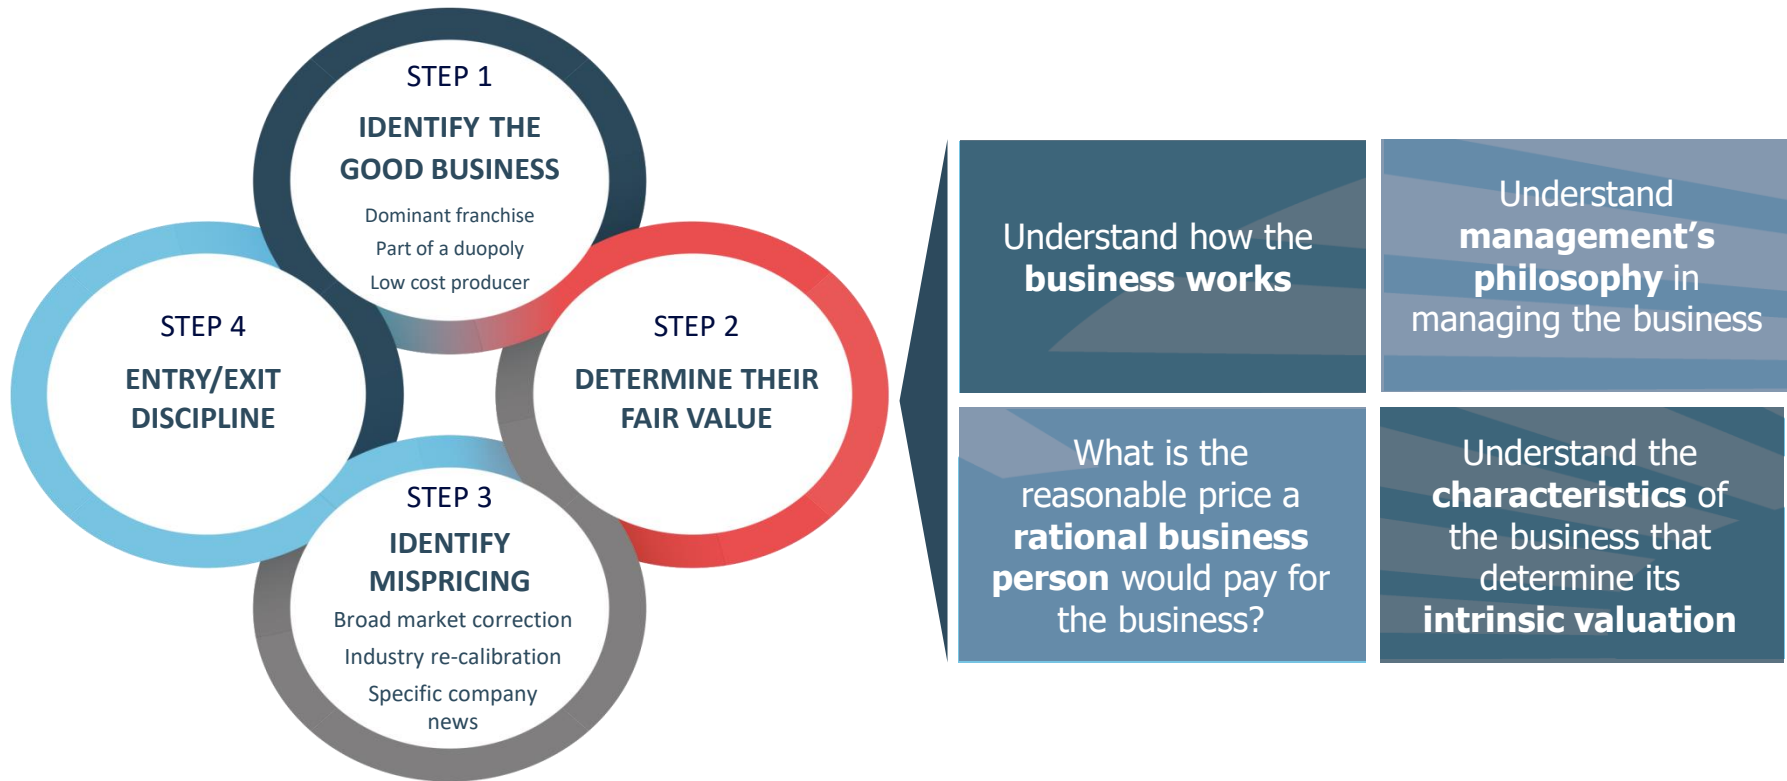 STEP 1
IDENTIFY THE
GOOD BUSINESS
Dominant franchise
Part of a duopoly
Low cost producer
STEP 2
DETERMINE THEIR
FAIR VALUE
STEP 3
IDENTIFY
MISPRICING
Broad market correction
Industry re-calibration
Specific company
news
STEP 4
ENTRY/EXIT
DISCIPLINE
Understand how the
business works
Understand
management’s
philosophy in
managing the business
What is the
reasonable price a
rational business
person would pay for
the business?
Understand the
characteristics of
the business that
determine its
intrinsic valuation